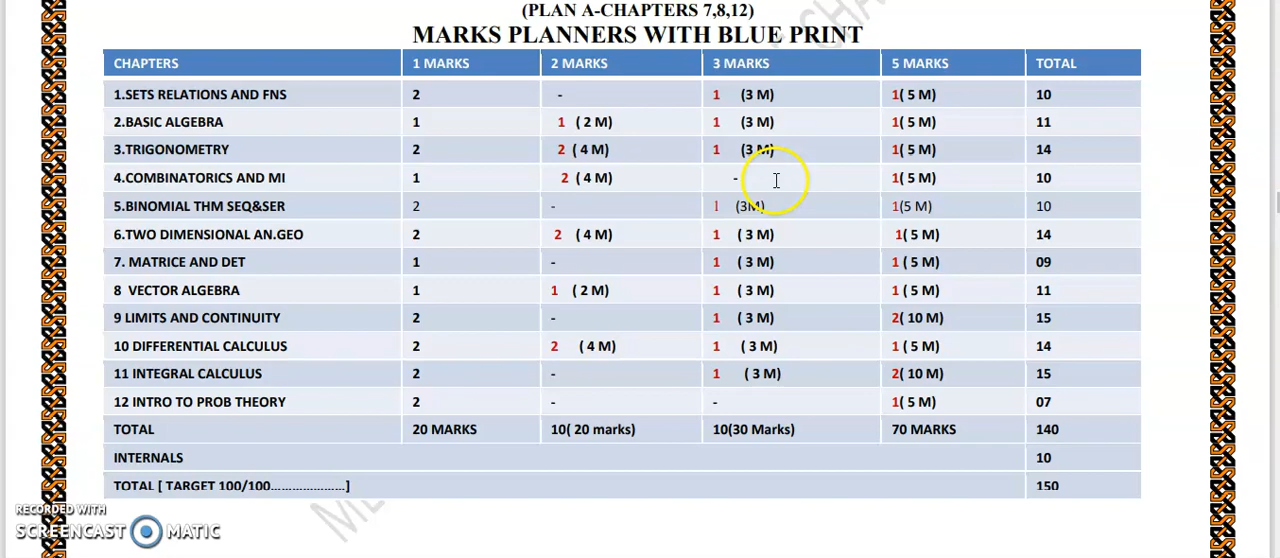 (PLAN A-CHAPTERS 7,8,12)
MARKS PLANNERS WITH BLUE PRINT
CHAPTERS 1 MARKS 2 MARKS 3 MARKS 5 MARKS TOTAL
1.SETS RELATIONS AND FNS 2 - 1 (3 M) 1( 5 M) 10
2.BASIC ALGEBRA 1 1 ( 2 M) 1 (3 M) 1( 5 M) 11
3.TRIGONOMETRY 2 2 ( 4 M) 1 (3 M) 1( 5 M) 14
4.COMBINATORICS AND MI 1 2 ( 4 M) - 1( 5 M) 10
5.BINOMIAL THM SEQ&SER 2 - 1 (3M) 1(5 M) 10
6.TWO DIMENSIONAL AN.GEO 2 2 ( 4 M) 1 ( 3 M) 1( 5 M) 14
7. MATRICE AND DET 1 - 1 ( 3 M) 1 ( 5 M) 09
8 VECTOR ALGEBRA 1 1 ( 2 M) 1 ( 3 M) 1 ( 5 M) 11
9 LIMITS AND CONTINUITY 2 - 1 ( 3 M) 2( 10 M) 15
10 DIFFERENTIAL CALCULUS 2 2 ( 4 M) 1 ( 3 M) 1 ( 5 M) 14
11 INTEGRAL CALCULUS 2 - 1 ( 3 M) 2( 10 M) 15
12 INTRO TO PROB THEORY 2 - - 1( 5 M) 07
TOTAL 20 MARKS 10( 20 marks) 10(30 Marks) 70 MARKS 140
INTERNALS 10
TOTAL [ TARGET 100/100....................] 150
RECORDED WITH
SCREENCAST MATIC